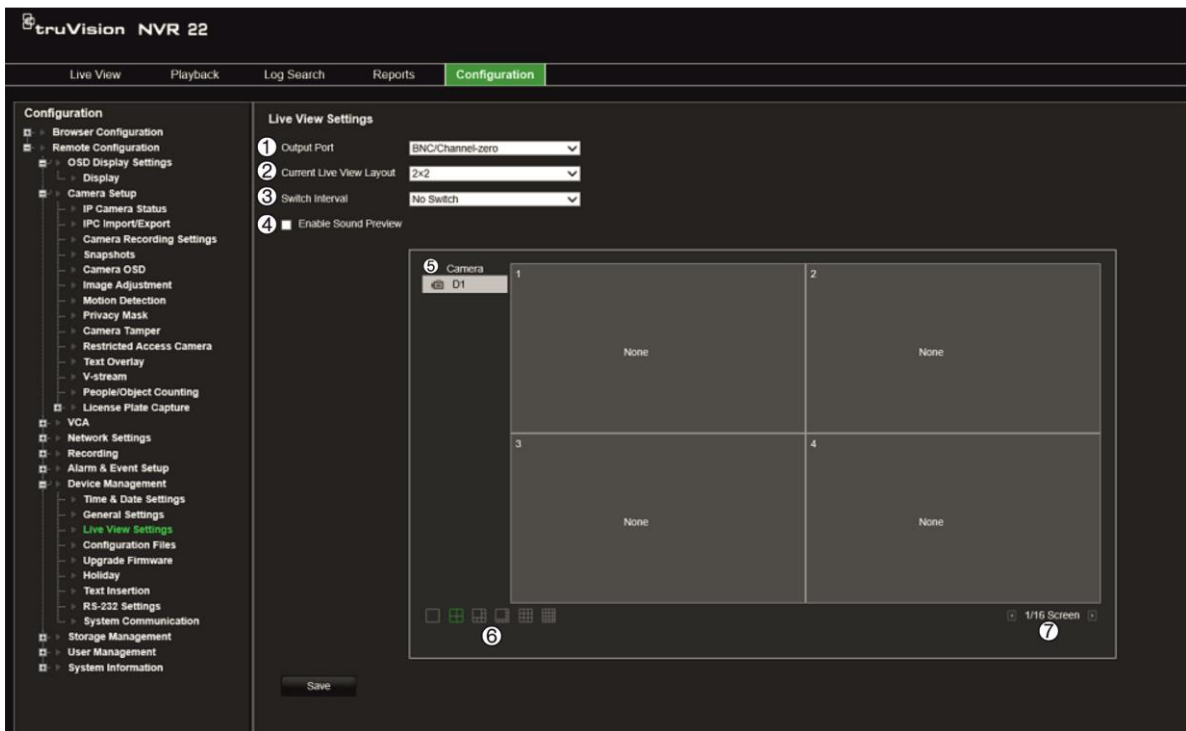 truVision NVR 22
Live View Playback Log Search Reports Configuration
Configuration
Browser Configuration
Remote Configuration
OSD Display Settings
Display
Camera Setup
IP Camera Status
IPC Import/Export
Camera Recording Settings
Snapshots
Camera OSD
Image Adjustment
Motion Detection
Privacy Mask
Camera Tamper
Restricted Access Camera
Text Overlay
V-stream
People/Object Counting
License Plate Capture
VCA
Network Settings
Recording
Alarm & Event Setup
Device Management
Time & Date Settings
General Settings
Live View Settings
Configuration Files
Upgrade Firmware
Holiday
Text Insertion
RS-232 Settings
System Communication
Storage Management
User Management
System Information
Live View Settings
1 Output Port BNC/Channel-zero
2 Current Live View Layout 2×2
3 Switch Interval No Switch
4 Enable Sound Preview
5 Camera
D1
1
None
2
None
3
None
4
None
6
1/16 Screen
7
Save